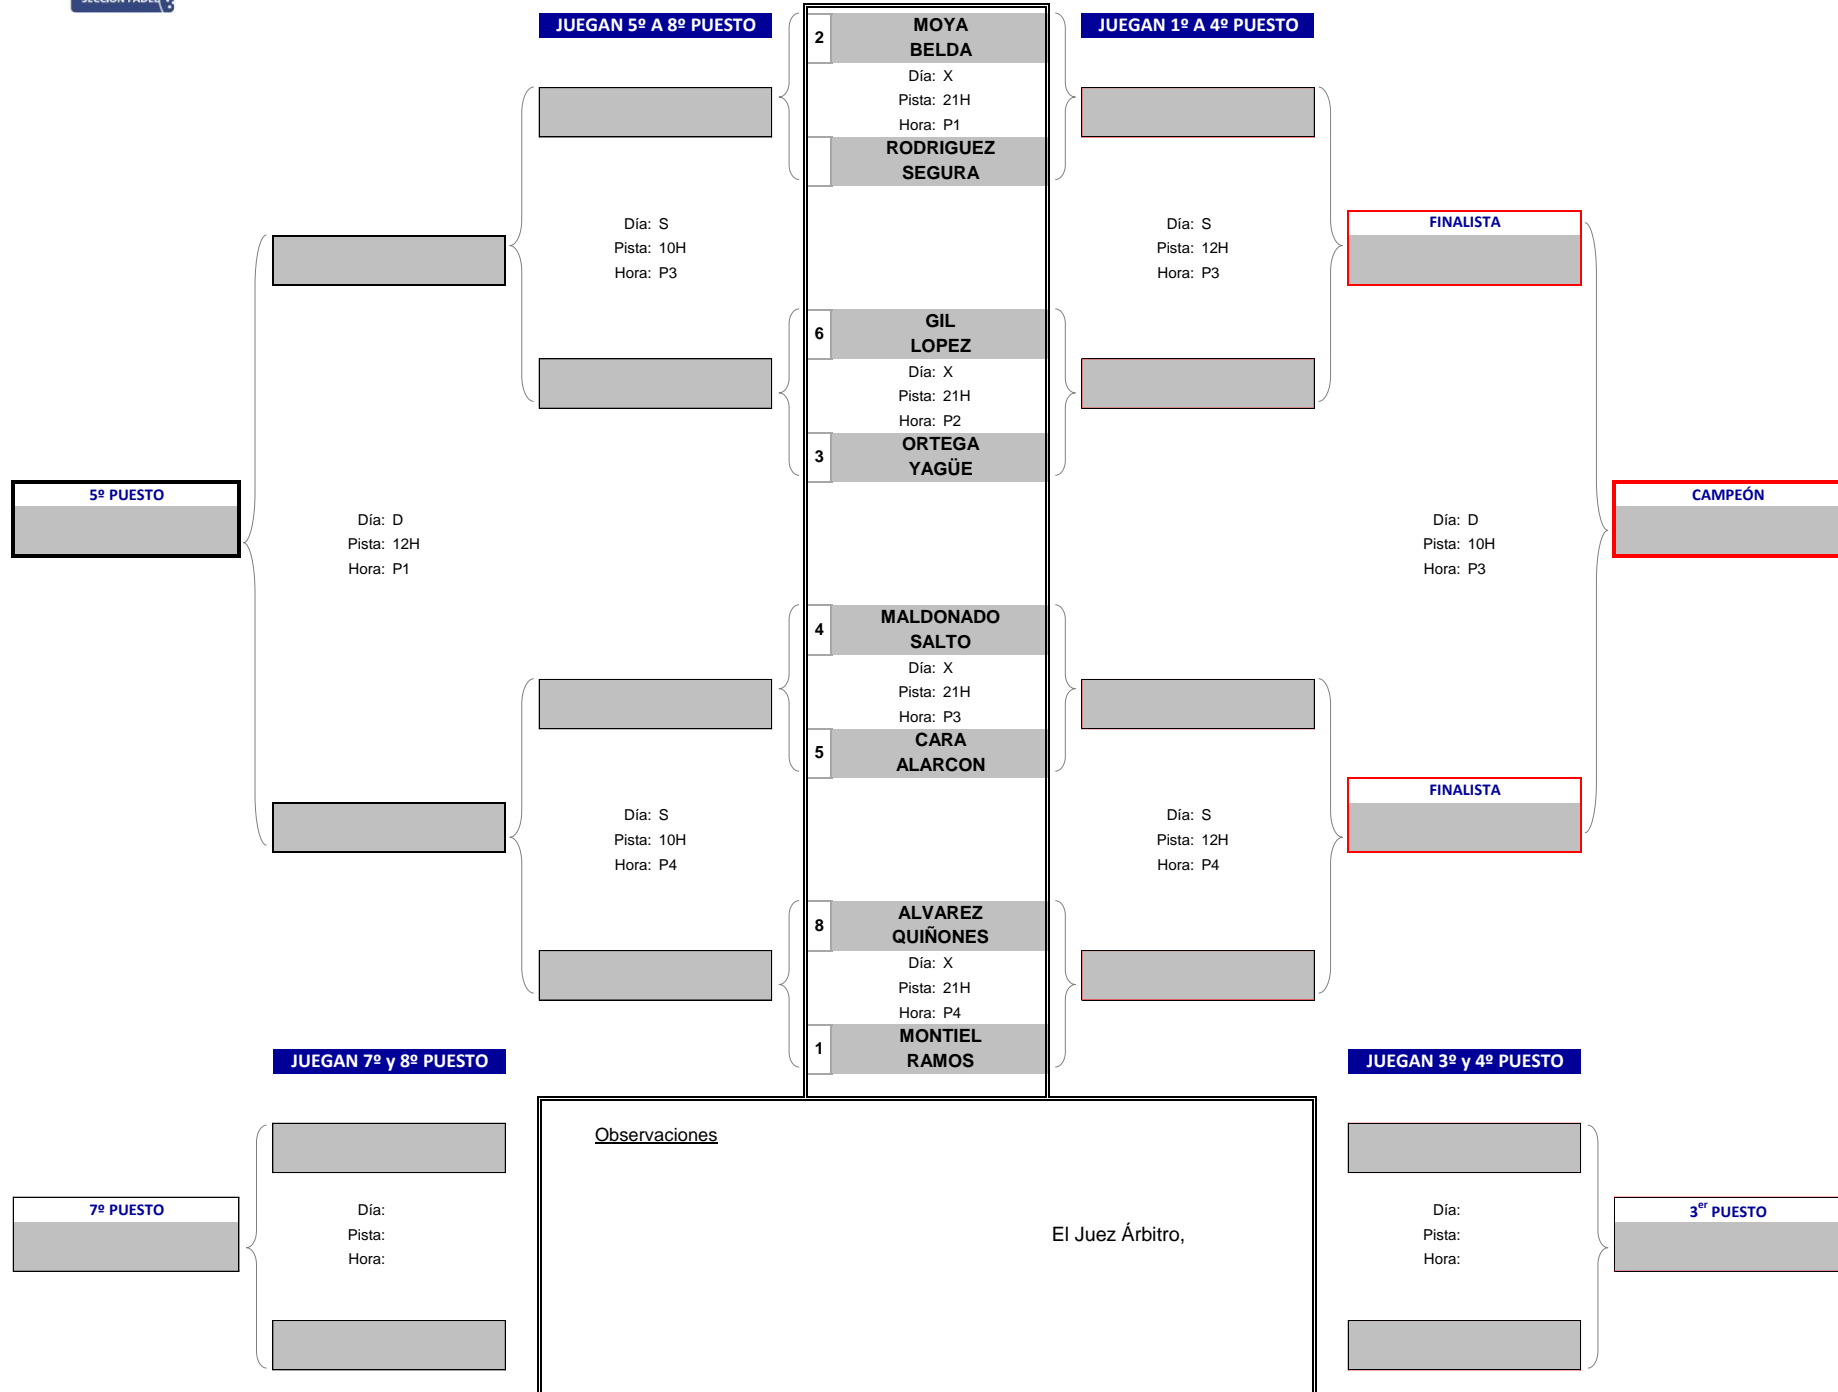 SECCIÓN PÁDEL
JUEGAN 5º A 8º PUESTO
JUEGAN 1º A 4º PUESTO
2
MOYA
BELDA
Día: X
Pista: 21H
Hora: P1
RODRIGUEZ
SEGURA
Día: S
Pista: 10H
Hora: P3
Día: S
Pista: 12H
Hora: P3
FINALISTA
6
GIL
LOPEZ
Día: X
Pista: 21H
Hora: P2
3
ORTEGA
YAGÜE
5º PUESTO
Día: D
Pista: 12H
Hora: P1
Día: D
Pista: 10H
Hora: P3
CAMPEÓN
4
MALDONADO
SALTO
Día: X
Pista: 21H
Hora: P3
5
CARA
ALARCON
Día: S
Pista: 10H
Hora: P4
Día: S
Pista: 12H
Hora: P4
FINALISTA
8
ALVAREZ
QUIÑONES
Día: X
Pista: 21H
Hora: P4
1
MONTIEL
RAMOS
JUEGAN 7º y 8º PUESTO
JUEGAN 3º y 4º PUESTO
Observaciones
7º PUESTO
Día:
Pista:
Hora:
El Juez Árbitro,
Día:
Pista:
Hora:
3er PUESTO